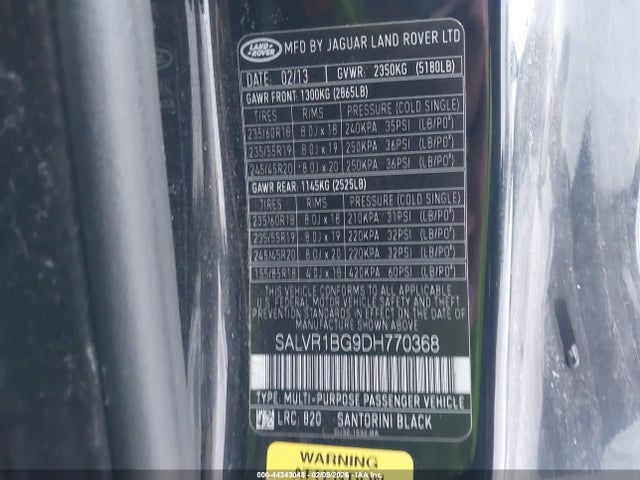 LAND ROVER MFD BY JAGUAR LAND ROVER LTD
DATE: 02/13 GVWR 2350KG (5180LB)
GAWR FRONT: 1300KG (2865LB)
TIRES RIMS PRESSURE (COLD SINGLE)
235/60R18 8.0J x 18 240KPA 35PSI (LB/PO²)
235/55R19 8.0J x 19 250KPA 36PSI (LB/PO²)
245/45R20 8.0J x 20 250KPA 36PSI (LB/PO²)
GAWR REAR: 1145KG (2525LB)
TIRES RIMS PRESSURE (COLD SINGLE)
235/60R18 8.0J x 18 210KPA 31PSI (LB/PO²)
235/55R19 8.0J x 19 220KPA 32PSI (LB/PO²)
245/45R20 8.0J x 20 220KPA 32PSI (LB/PO²)
155/85R18 4.0J x 18 420KPA 60PSI (LB/PO²)
THIS VEHICLE CONFORMS TO ALL APPLICABLE
U.S. FEDERAL MOTOR VEHICLE SAFETY AND THEFT
PREVENTION STANDARDS IN EFFECT ON THE DATE
OF MANUFACTURE SHOWN ABOVE.
SALVR1BG9DH770368
TYPE: MULTI-PURPOSE PASSENGER VEHICLE
LRC 820 SANTORINI BLACK
WARNING
000-44343048 - 02/09/2026 - IAA Holdings, LLC